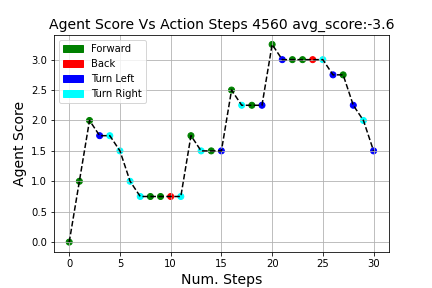 Agent Score Vs Action Steps 4560 avg_score:-3.6
Forward
Back
Turn Left
Turn Right
Agent Score
3.0
2.5
2.0
1.5
1.0
0.5
0.0
0 5 10 15 20 25 30
Num. Steps